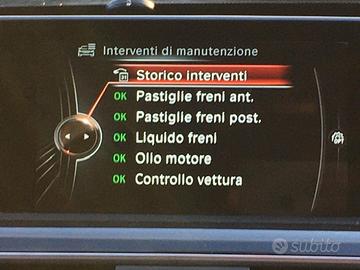 Interventi di manutenzione
Storico interventi
OK Pastiglie freni ant.
OK Pastiglie freni post.
OK Liquido freni
OK Olio motore
OK Controllo vettura
subito